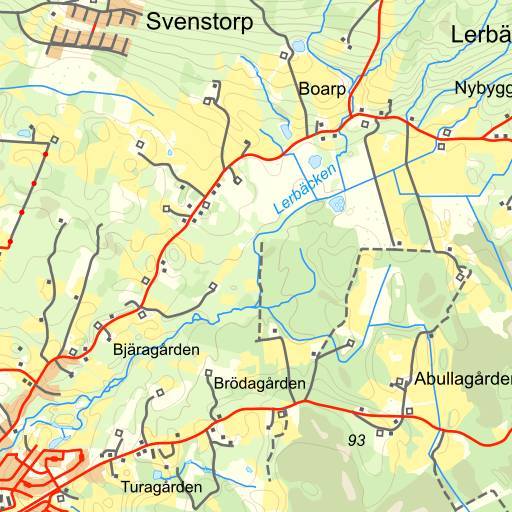 Svenstorp
Lerbä
Boarp
Nybygg
Lerbäcken
Bjäragården
Brödagården
Abullagården
93
Turagården